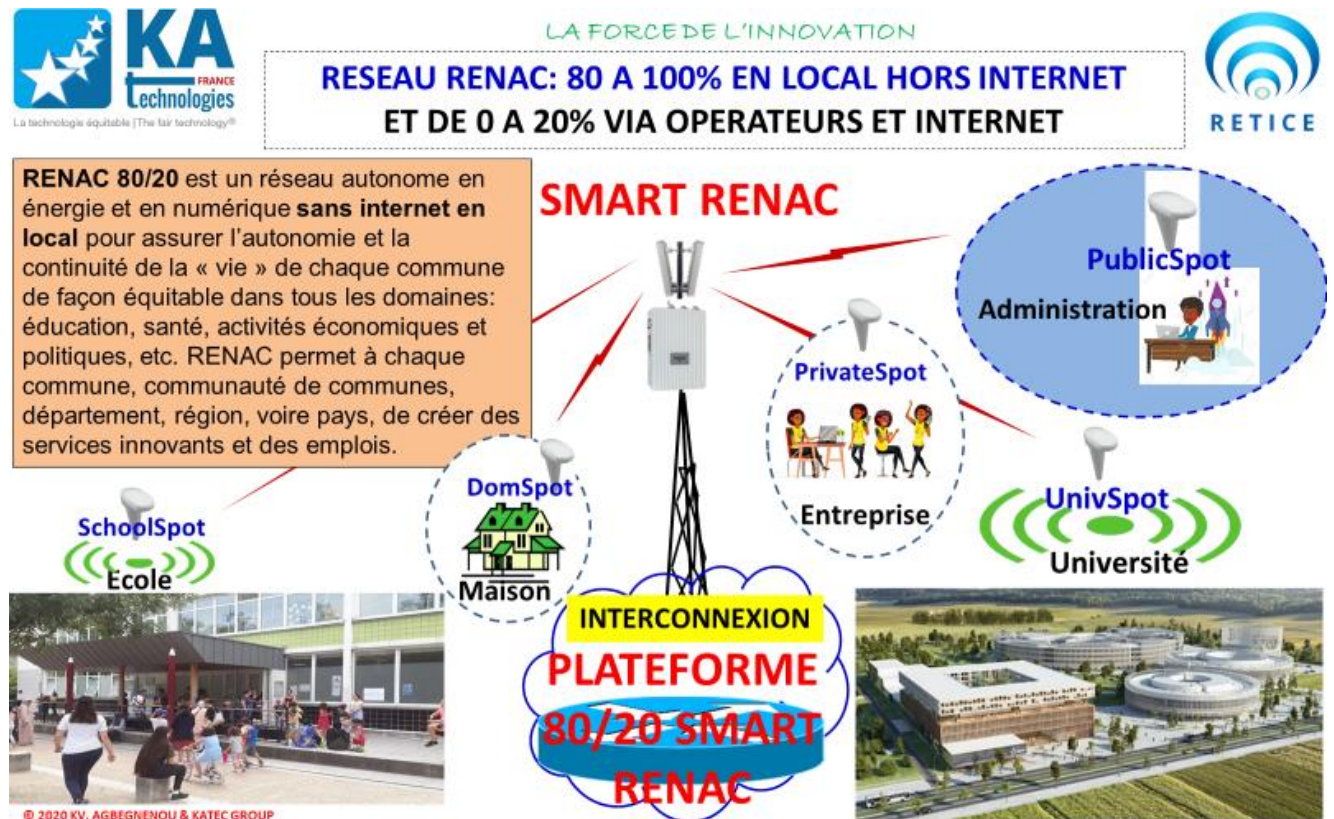 KA
FRANCE
technologies
La technologie équitable | The fair technology®
LA FORCE DE L'INNOVATION
RESEAU RENAC: 80 A 100% EN LOCAL HORS INTERNET
ET DE 0 A 20% VIA OPERATEURS ET INTERNET
RETICE
RENAC 80/20 est un réseau autonome en
énergie et en numérique sans internet en
local pour assurer l'autonomie et la
continuité de la « vie » de chaque commune
de façon équitable dans tous les domaines:
éducation, santé, activités économiques et
politiques, etc. RENAC permet à chaque
commune, communauté de communes,
département, région, voire pays, de créer des
services innovants et des emplois.
SMART RENAC
PublicSpot
Administration
PrivateSpot
Entreprise
DomSpot
Maison
SchoolSpot
Ecole
UnivSpot
Université
INTERCONNEXION
PLATEFORME
80/20 SMART
RENAC
© 2020 KV. AGBEGNENOU & KATEC GROUP